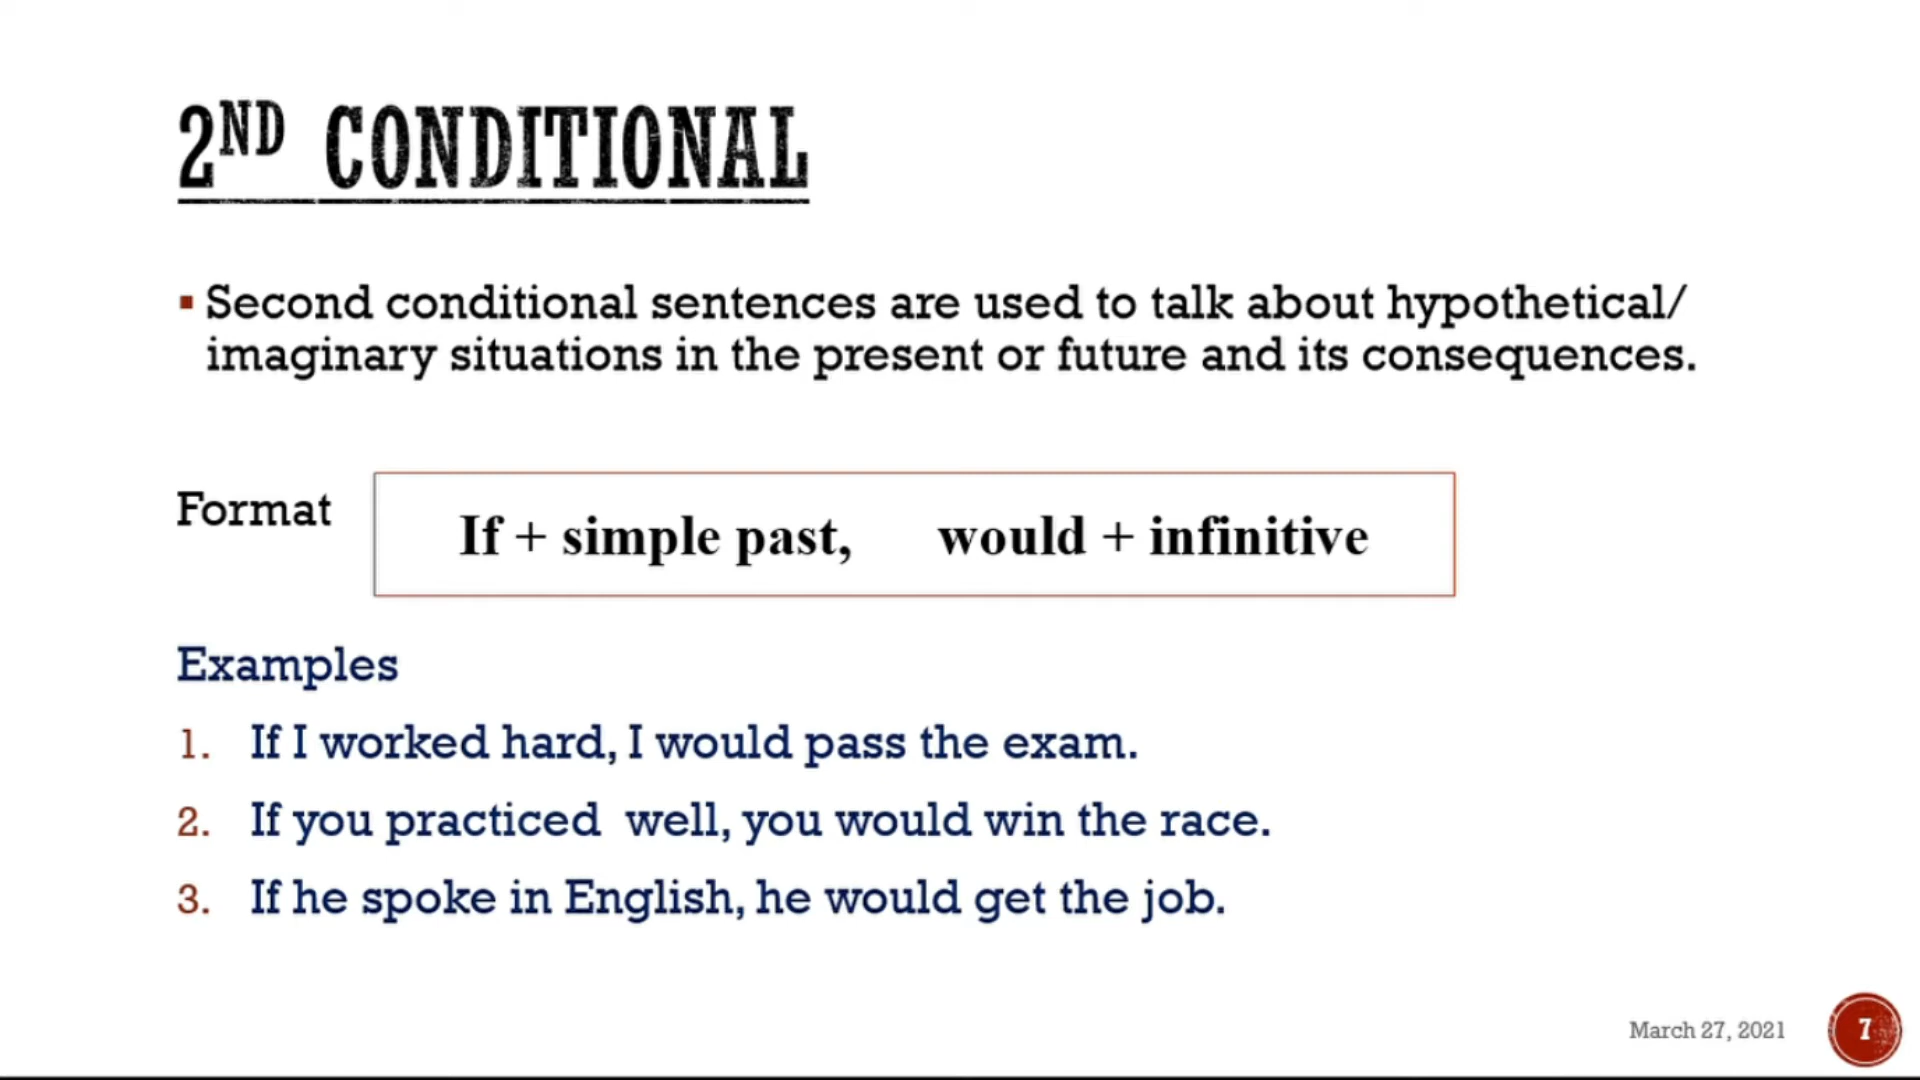 2ND CONDITIONAL
▪ Second conditional sentences are used to talk about hypothetical/
imaginary situations in the present or future and its consequences.
Format
If + simple past, would + infinitive
Examples
1. If I worked hard, I would pass the exam.
2. If you practiced well, you would win the race.
3. If he spoke in English, he would get the job.
March 27, 2021
7